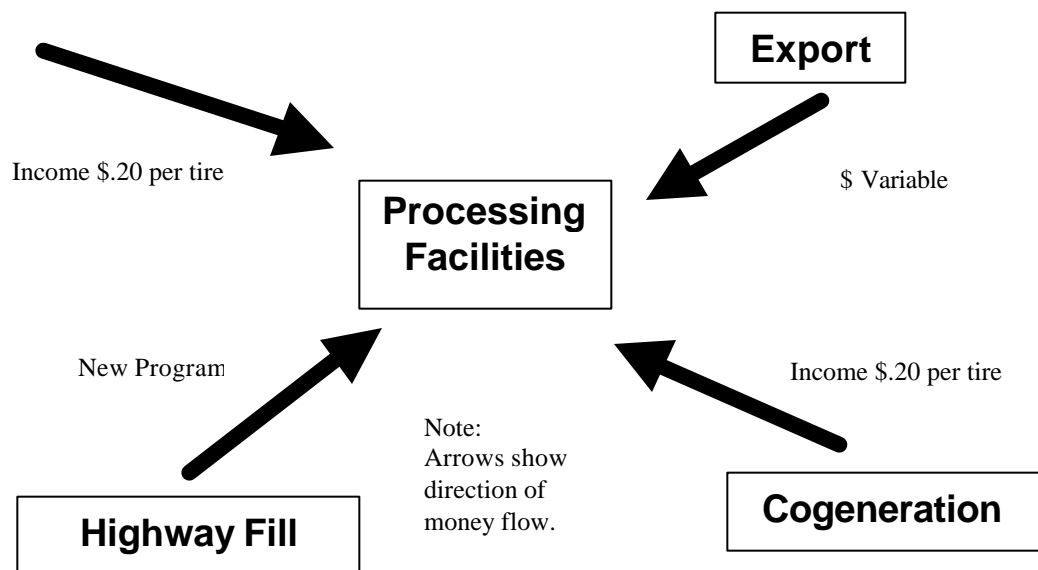 Export
Income $.20 per tire
$ Variable
Processing
Facilities
New Program
Income $.20 per tire
Note:
Arrows show
direction of
money flow.
Highway Fill
Cogeneration